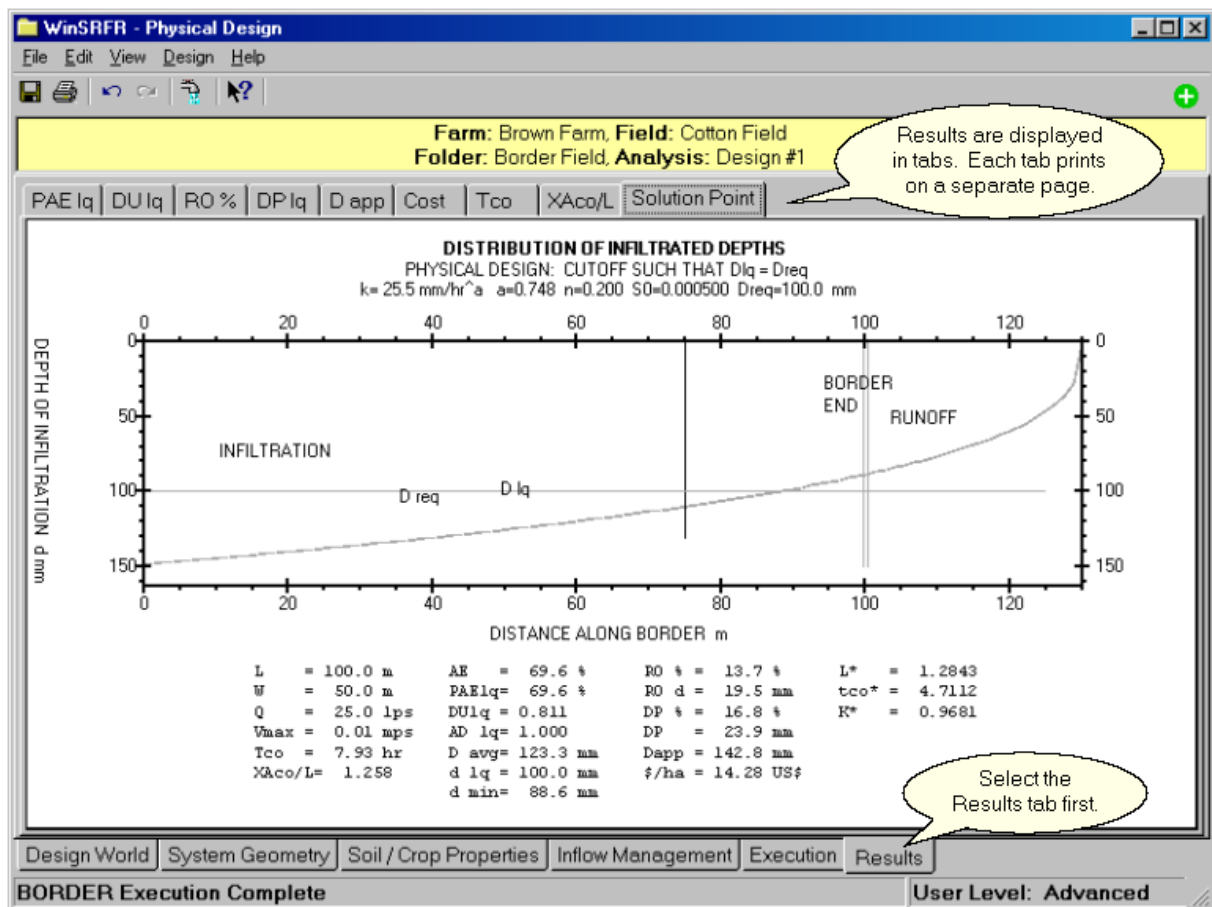 WinSRFR - Physical Design
File Edit View Design Help
Farm: Brown Farm, Field: Cotton Field
Folder: Border Field, Analysis: Design #1
Results are displayed
in tabs. Each tab prints
on a separate page.
PAE lq DU lq RO % DP lq D app Cost Tco XAco/L Solution Point
DISTRIBUTION OF INFILTRATED DEPTHS
PHYSICAL DESIGN: CUTOFF SUCH THAT Dlq = Dreq
k= 25.5 mm/hr^a a=0.748 n=0.200 S0=0.000500 Dreq=100.0 mm
0 20 40 60 80 100 120
0 0
50 50
100 100
150 150
DEPTH OF INFILTRATION d mm
BORDER
END
RUNOFF
INFILTRATION
D req
D lq
0 20 40 60 80 100 120
DISTANCE ALONG BORDER m
L = 100.0 m AE = 69.6 % RO % = 13.7 % L* = 1.2843
W = 50.0 m PAElq= 69.6 % RO d = 19.5 mm tco* = 4.7112
Q = 25.0 lps DUlq = 0.811 DP % = 16.8 % K* = 0.9681
Vmax = 0.01 mps AD lq= 1.000 DP = 23.9 mm
Tco = 7.93 hr D avg= 123.3 mm Dapp = 142.8 mm
XAco/L= 1.258 d lq = 100.0 mm $/ha = 14.28 US$
d min= 88.6 mm
Select the
Results tab first.
Design World System Geometry Soil / Crop Properties Inflow Management Execution Results
BORDER Execution Complete User Level: Advanced